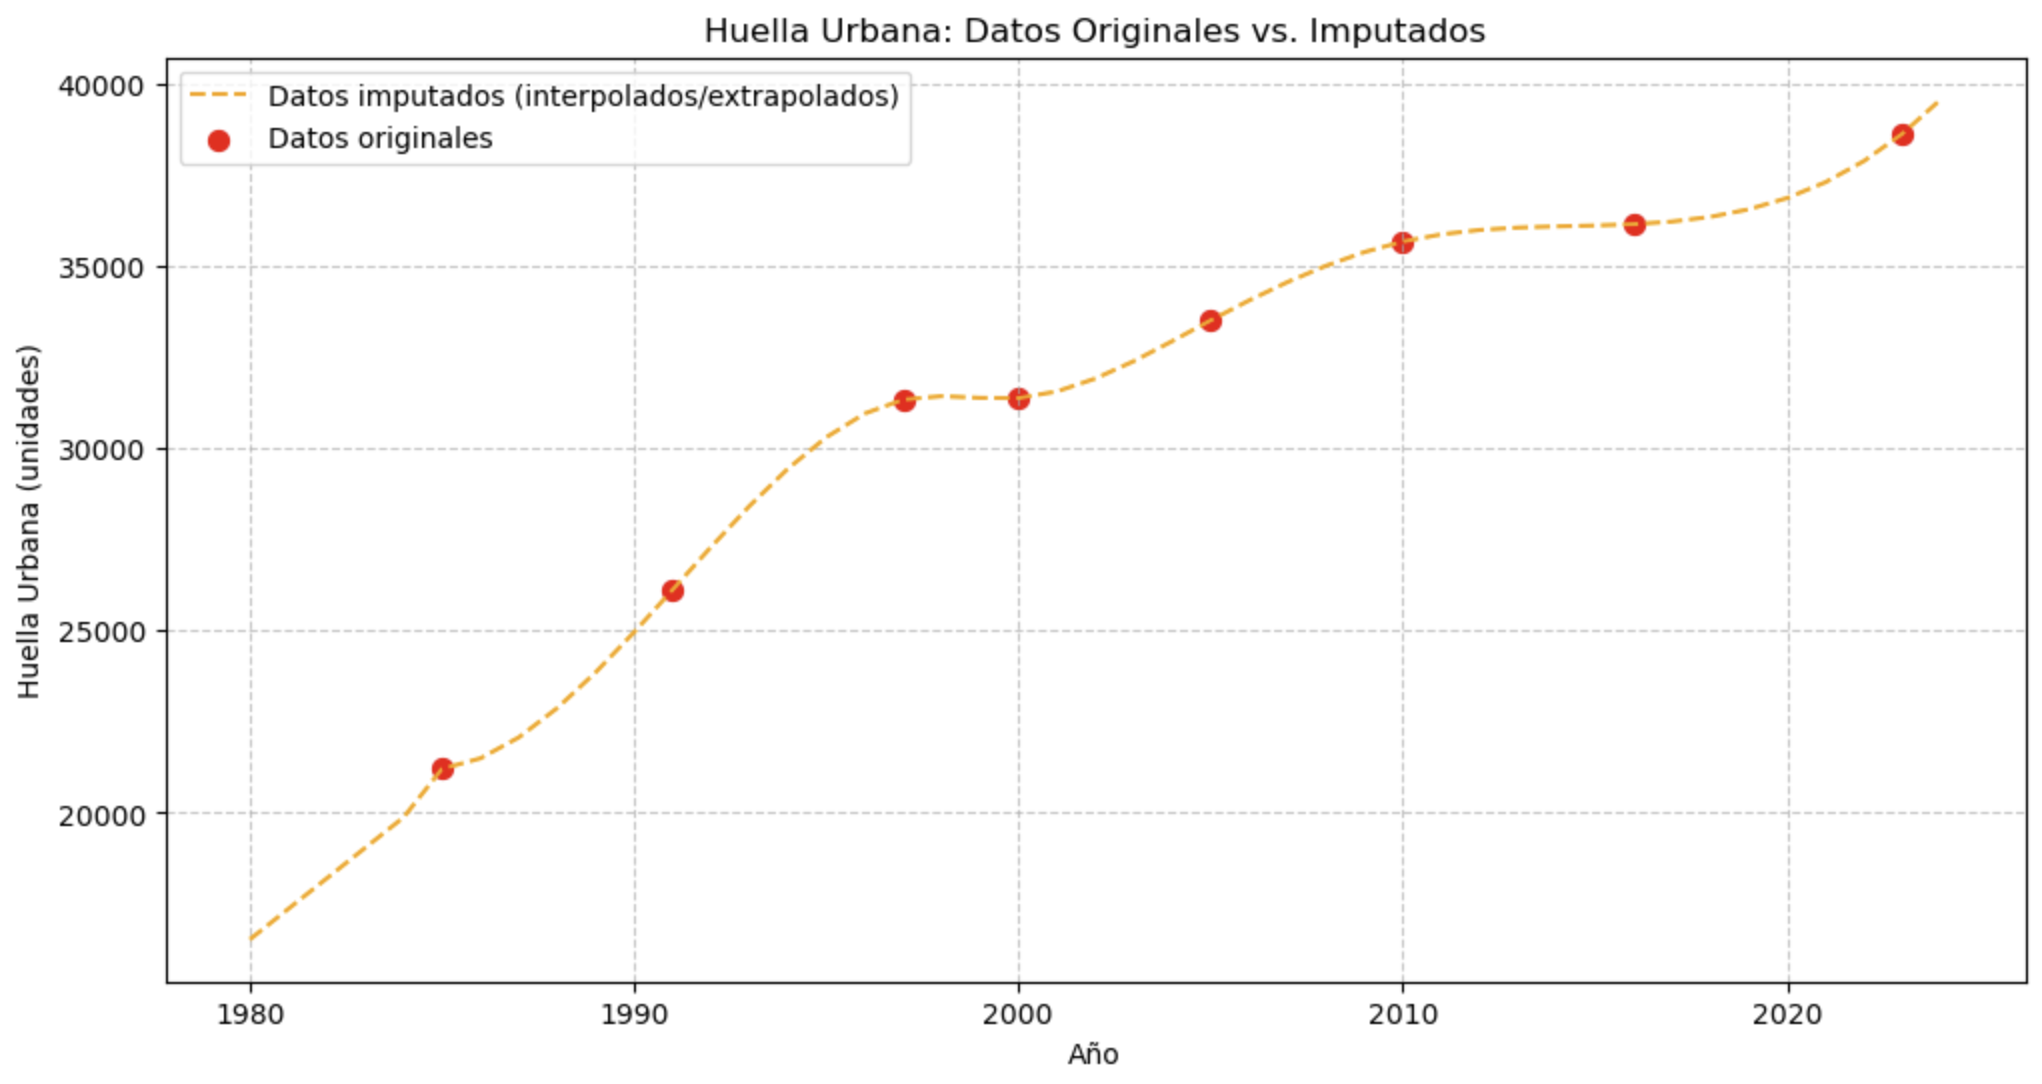 Huella Urbana: Datos Originales vs. Imputados
Datos imputados (interpolados/extrapolados)
Datos originales
Huella Urbana (unidades)
40000
35000
30000
25000
20000
1980
1990
2000
2010
2020
Año